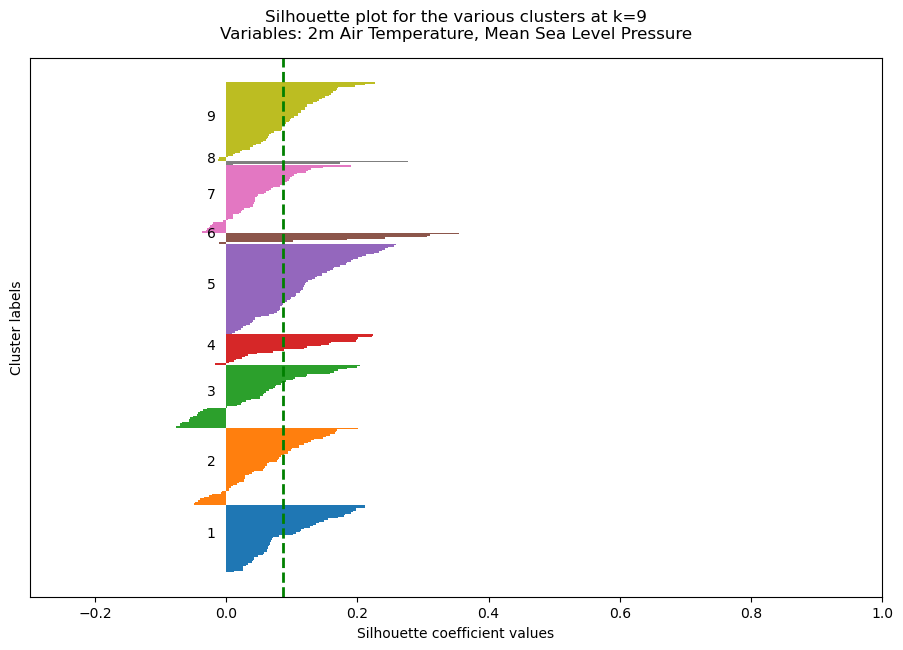 Silhouette plot for the various clusters at k=9
Variables: 2m Air Temperature, Mean Sea Level Pressure
Cluster labels
9
8
7
6
5
4
3
2
1
−0.2 0.0 0.2 0.4 0.6 0.8 1.0
Silhouette coefficient values